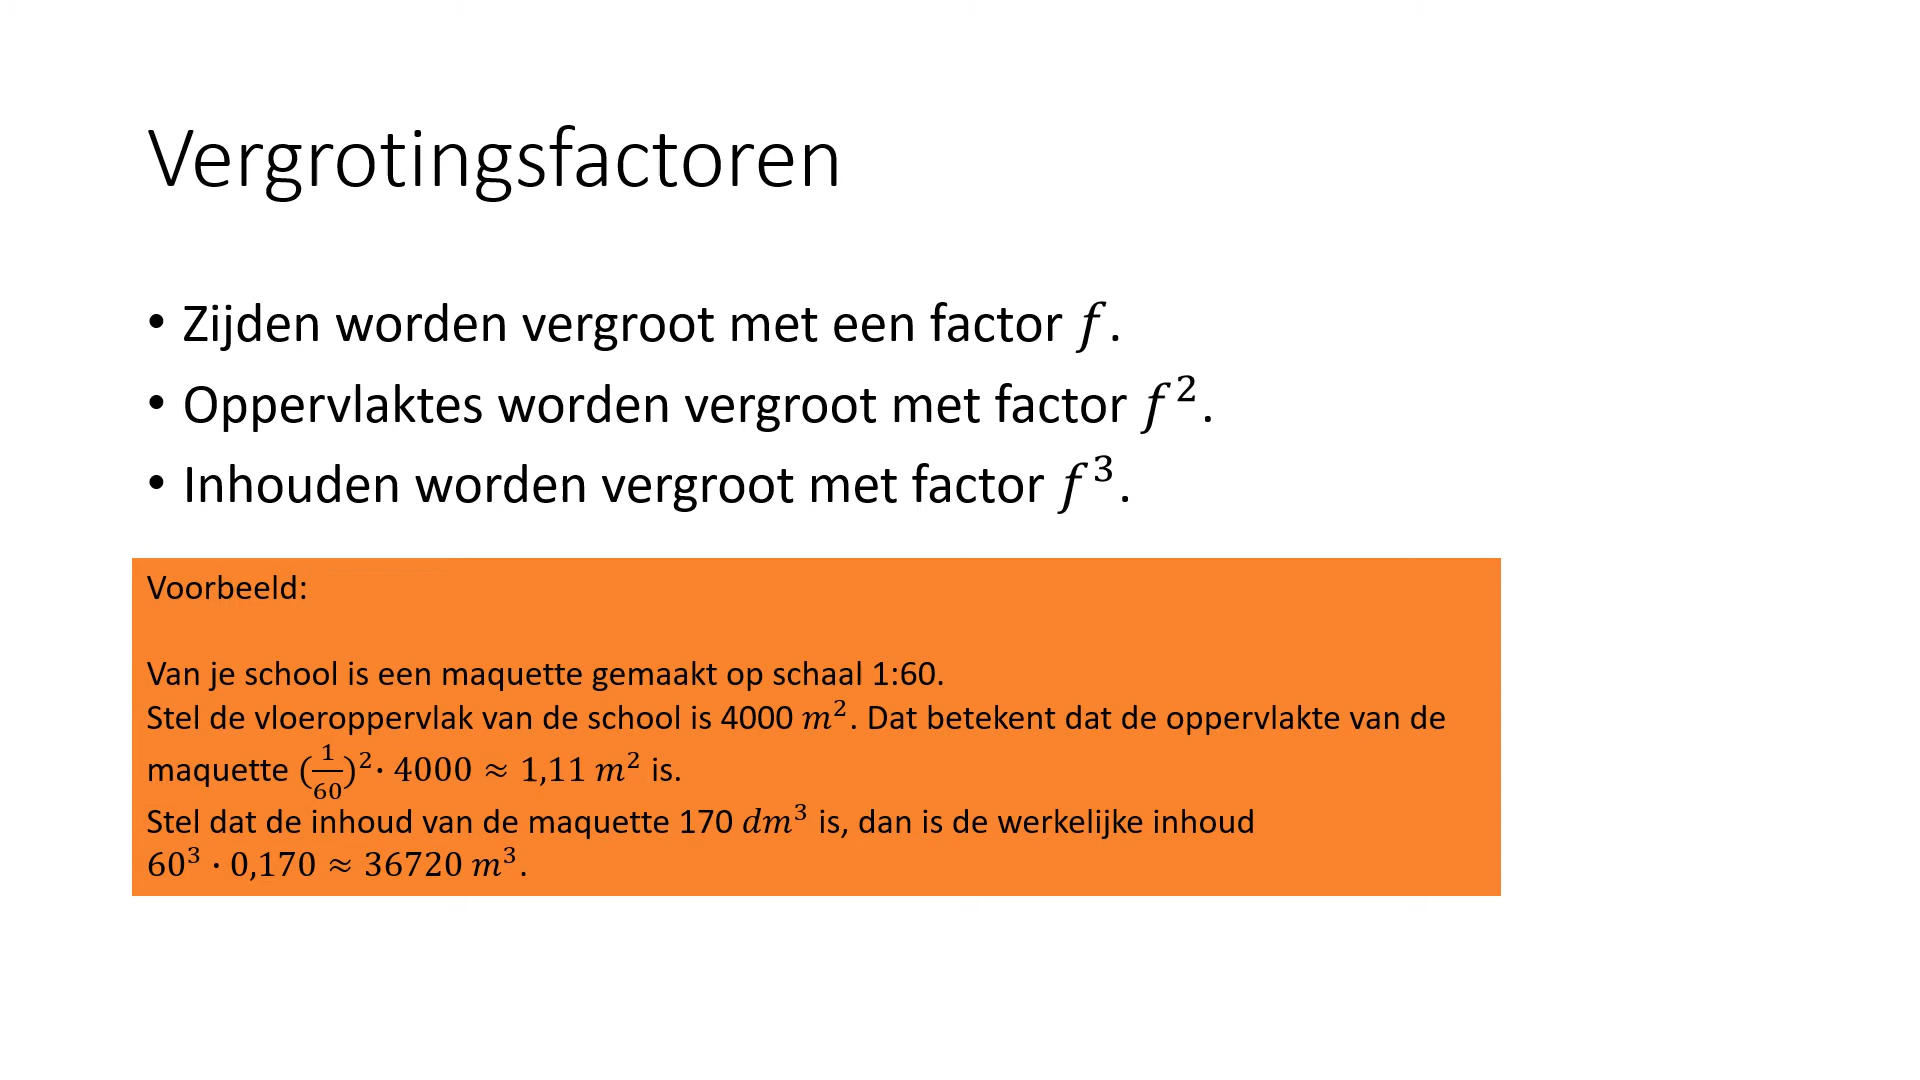 Vergrotingsfactoren
• Zijden worden vergroot met een factor 𝑓.
• Oppervlaktes worden vergroot met factor 𝑓².
• Inhouden worden vergroot met factor 𝑓³.
Voorbeeld:
Van je school is een maquette gemaakt op schaal 1:60.
Stel de vloeroppervlak van de school is 4000 𝑚². Dat betekent dat de oppervlakte van de
maquette (1/60)²· 4000 ≈ 1,11 𝑚² is.
Stel dat de inhoud van de maquette 170 𝑑𝑚³ is, dan is de werkelijke inhoud
60³ · 0,170 ≈ 36720 𝑚³.